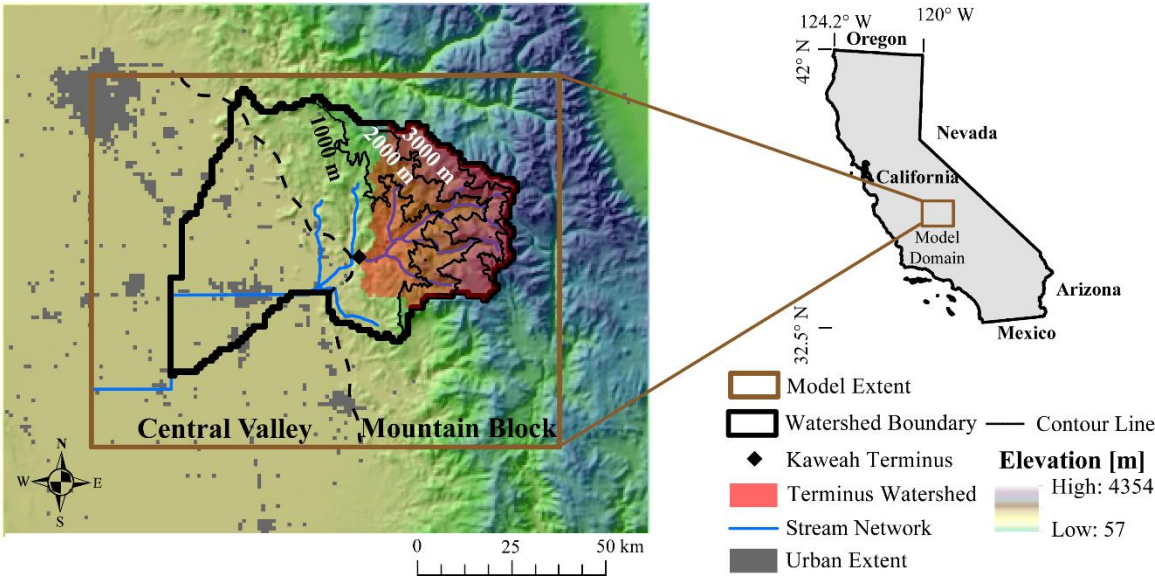 1000 m
2000 m
3000 m
Central Valley
Mountain Block
N
W
E
S
0
25
50 km
124.2° W
120° W
42° N
32.5° N
Oregon
Nevada
California
Model
Domain
Arizona
Mexico
Model Extent
Watershed Boundary
Contour Line
Kaweah Terminus
Elevation [m]
Terminus Watershed
High: 4354
Stream Network
Low: 57
Urban Extent